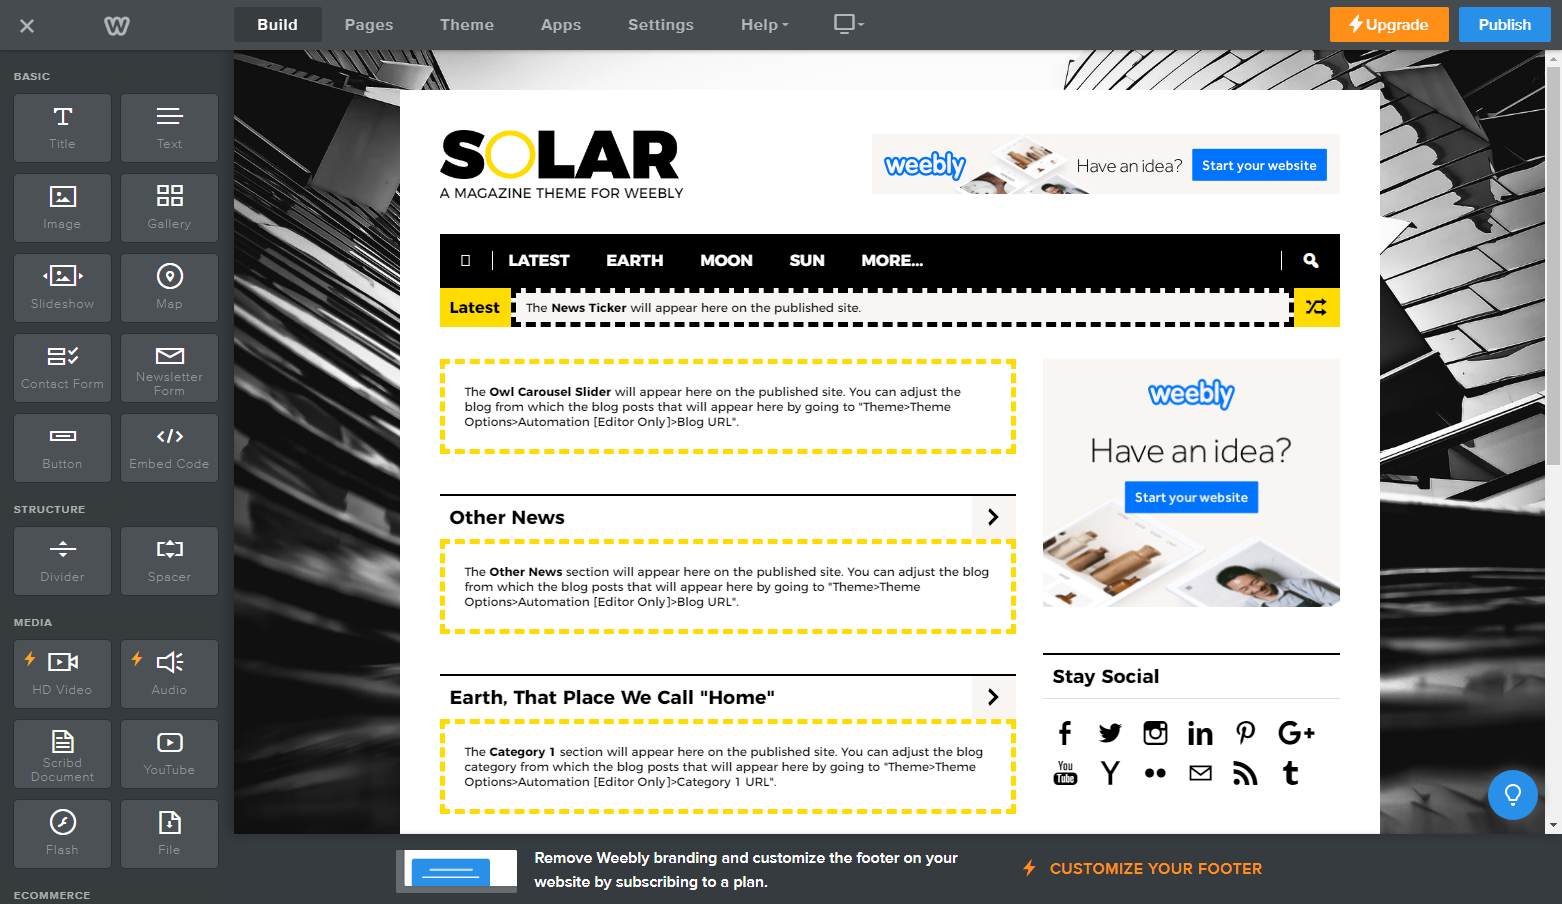 Build
Pages
Theme
Apps
Settings
Help
Upgrade
Publish
BASIC
Title
Text
Image
Gallery
Slideshow
Map
Contact Form
Newsletter
Form
Button
Embed Code
STRUCTURE
Divider
Spacer
MEDIA
HD Video
Audio
Scribd
Document
YouTube
Flash
File
ECOMMERCE
SOLAR
A MAGAZINE THEME FOR WEEBLY
weebly
Have an idea?
Start your website
LATEST
EARTH
MOON
SUN
MORE...
Latest
The News Ticker will appear here on the published site.
The Owl Carousel Slider will appear here on the published site. You can adjust the
blog from which the blog posts that will appear here by going to "Theme>Theme
Options>Automation [Editor Only]>Blog URL".
Other News
The Other News section will appear here on the published site. You can adjust the blog
from which the blog posts that will appear here by going to "Theme>Theme
Options>Automation [Editor Only]>Blog URL".
Earth, That Place We Call "Home"
The Category 1 section will appear here on the published site. You can adjust the blog
category from which the blog posts that will appear here by going to "Theme>Theme
Options>Automation [Editor Only]>Category 1 URL".
weebly
Have an idea?
Start your website
Stay Social
You
Tube
Remove Weebly branding and customize the footer on your
website by subscribing to a plan.
CUSTOMIZE YOUR FOOTER